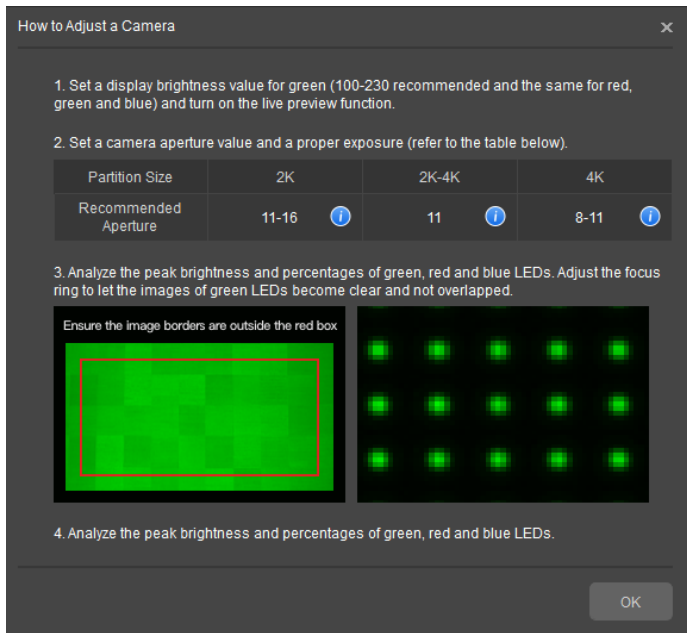 How to Adjust a Camera
1. Set a display brightness value for green (100-230 recommended and the same for red,
green and blue) and turn on the live preview function.
2. Set a camera aperture value and a proper exposure (refer to the table below).
Partition Size 2K 2K-4K 4K
Recommended
Aperture 11-16 i 11 i 8-11 i
3. Analyze the peak brightness and percentages of green, red and blue LEDs. Adjust the focus
ring to let the images of green LEDs become clear and not overlapped.
Ensure the image borders are outside the red box
4. Analyze the peak brightness and percentages of green, red and blue LEDs.
OK